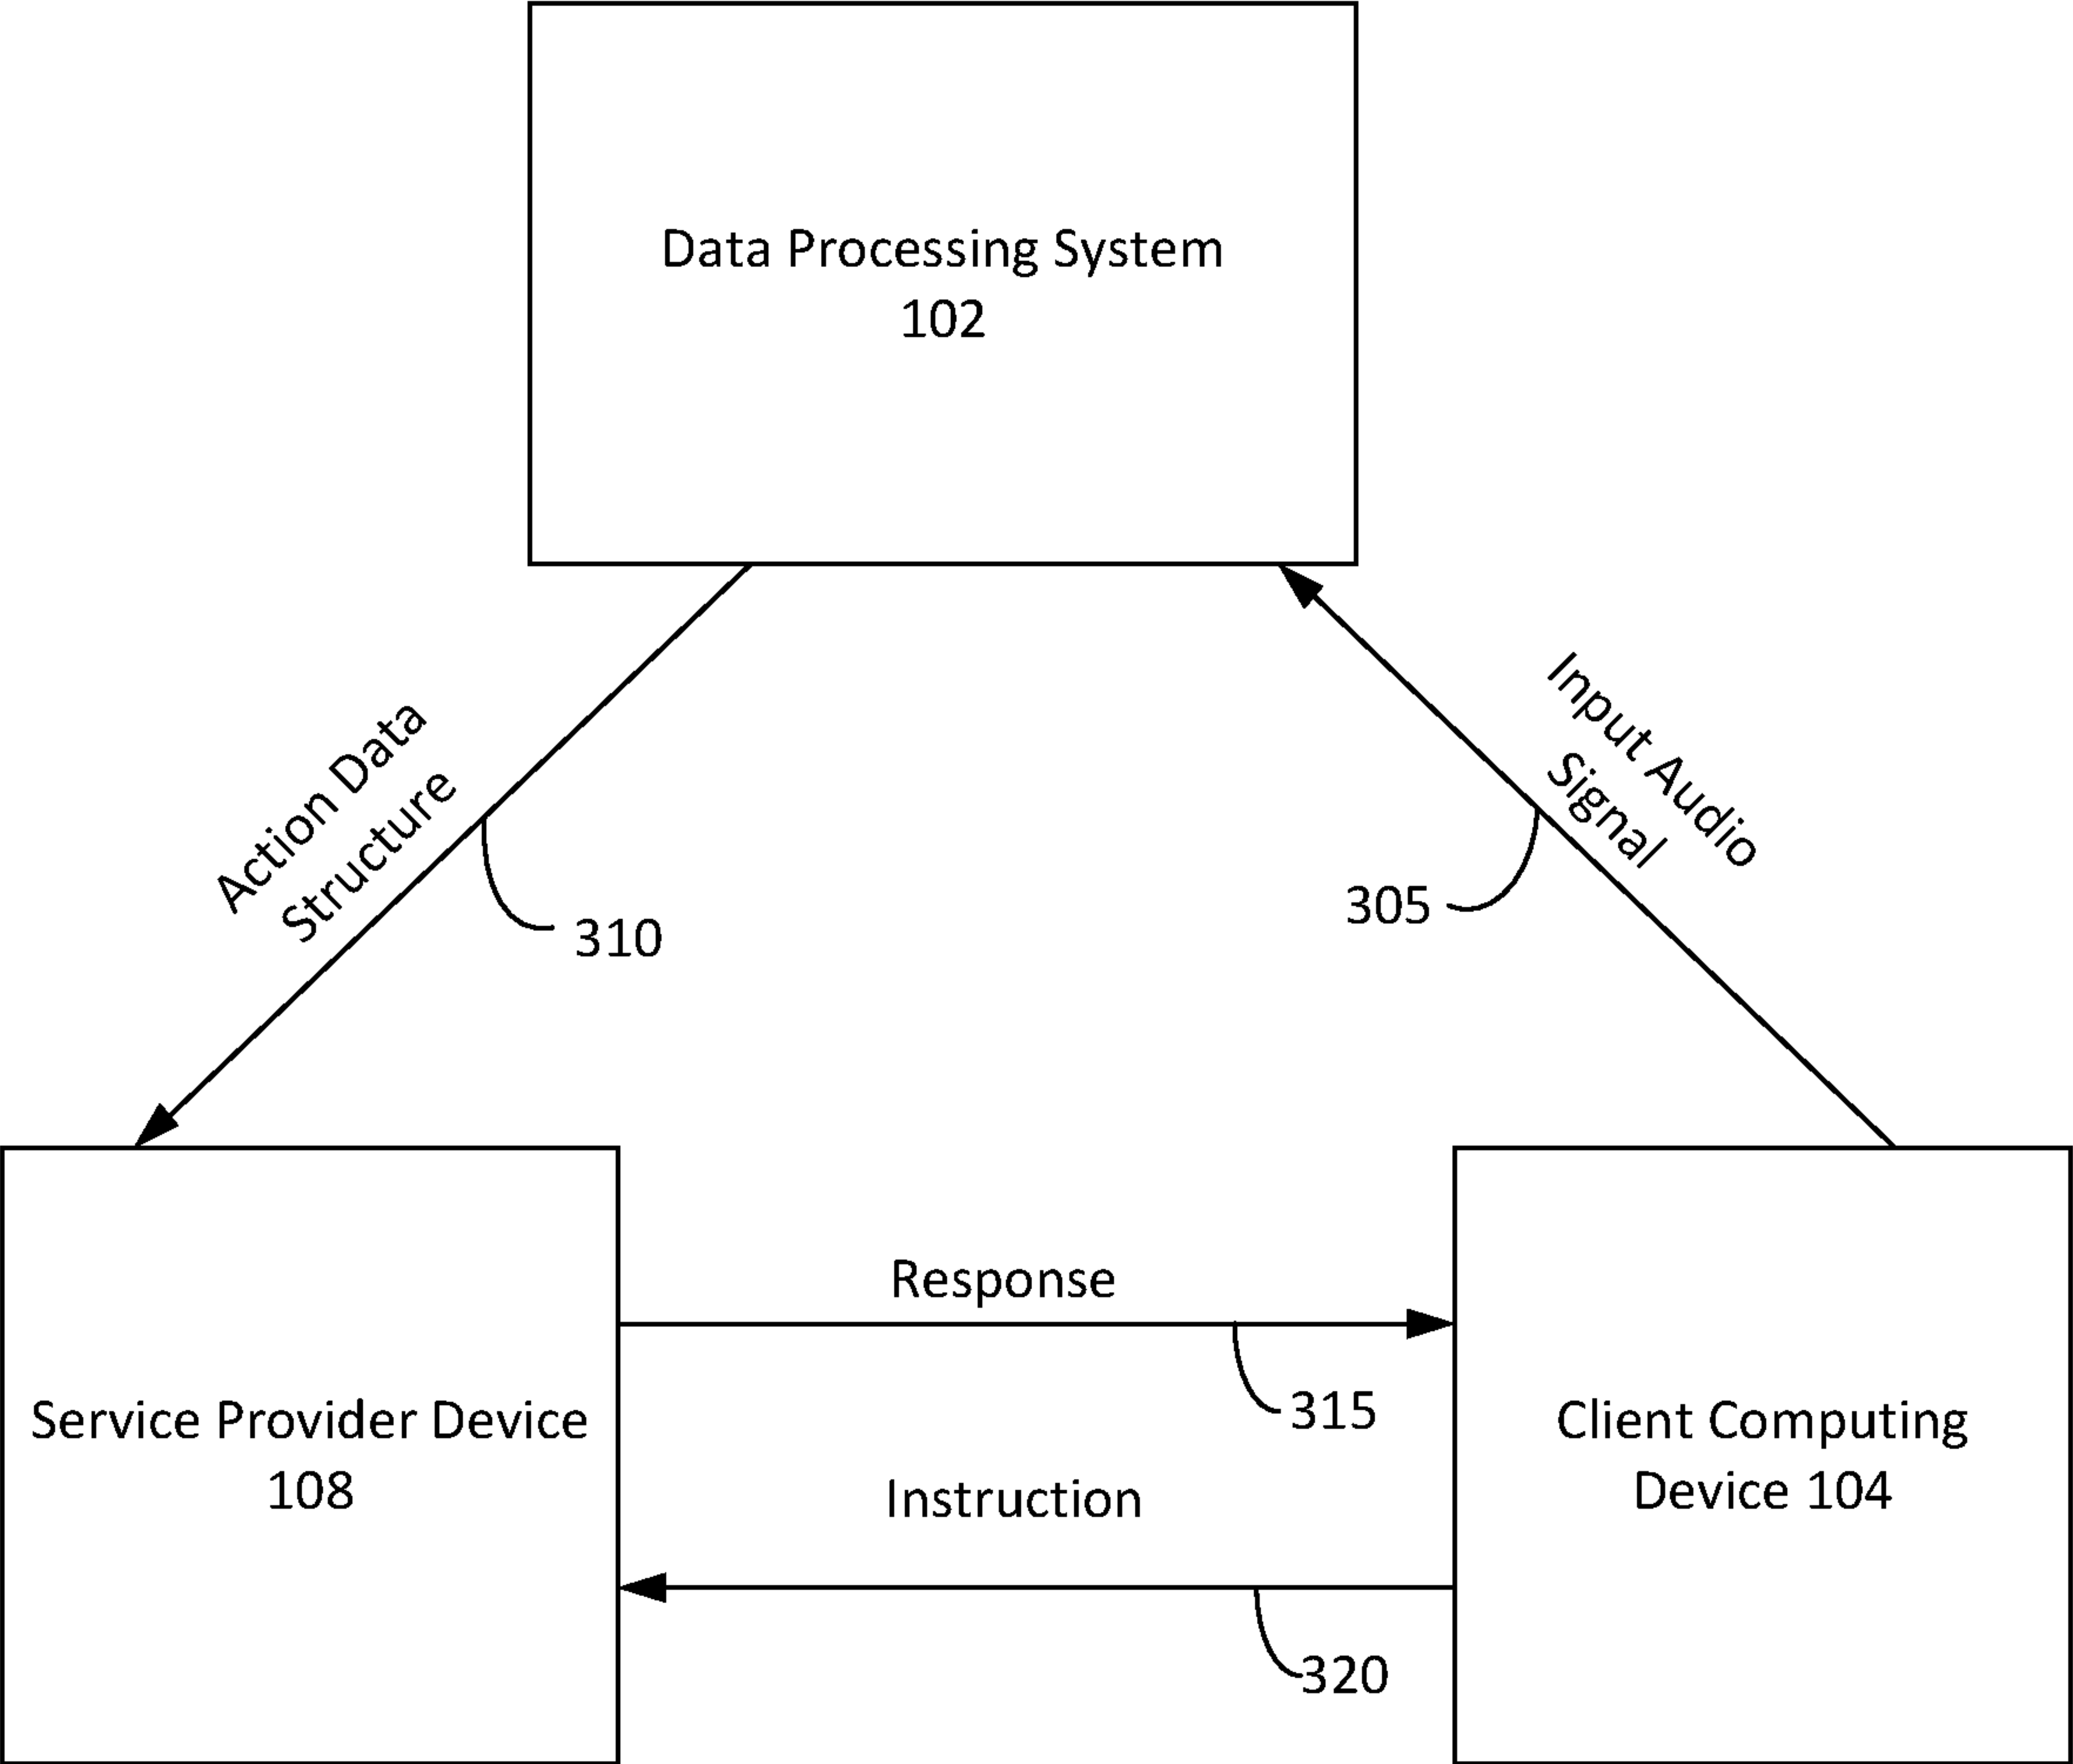 Data Processing System
102
Action Data
Structure
310
Input Audio
Signal
305
Response
315
Service Provider Device
108
Client Computing
Device 104
Instruction
320